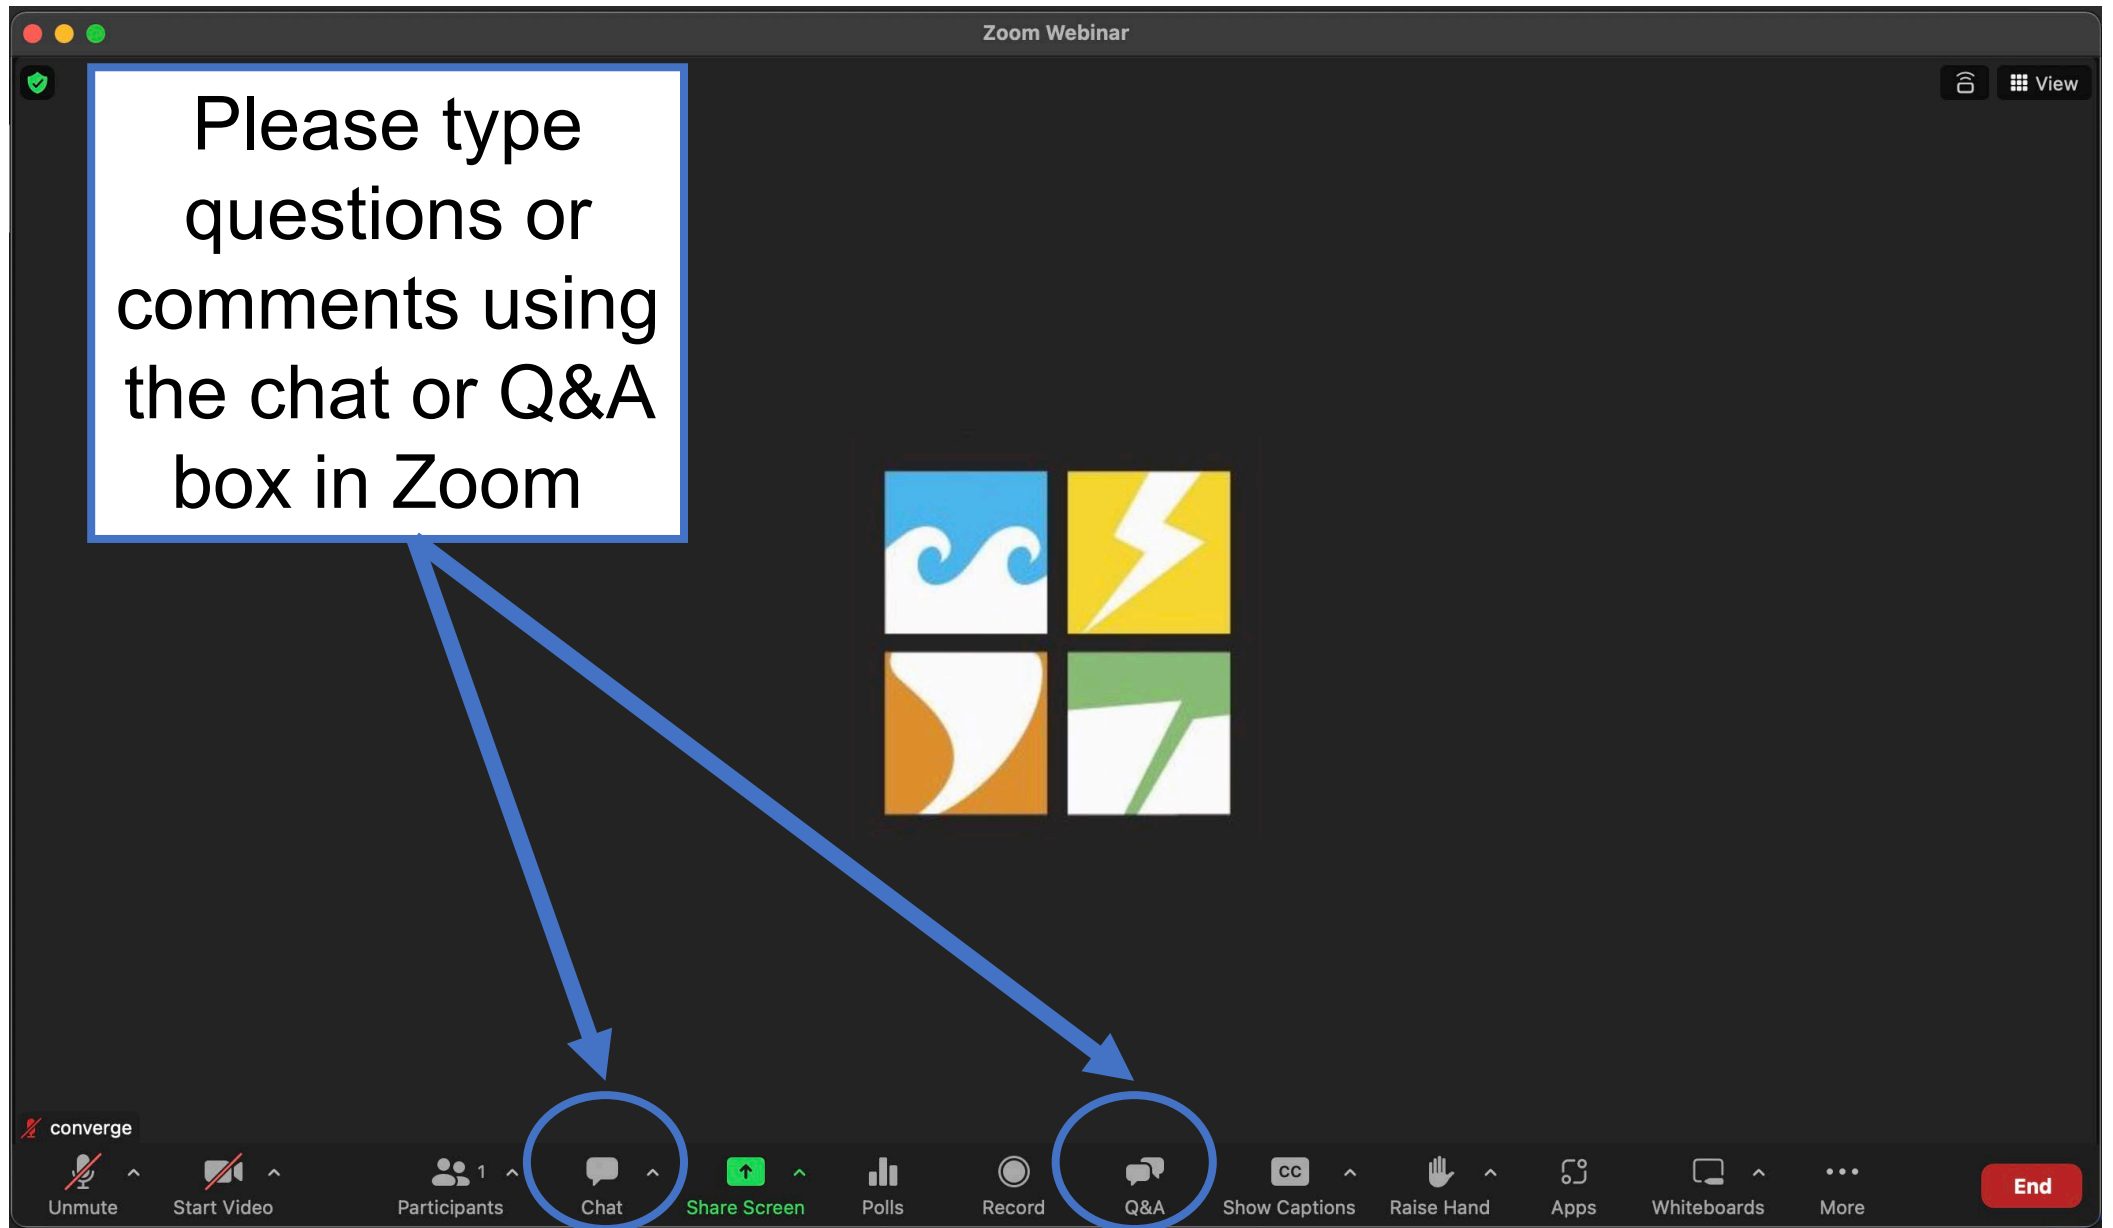 Zoom Webinar
View
Please type
questions or
comments using
the chat or Q&A
box in Zoom
converge
1
CC
Unmute
Start Video
Participants
Chat
Share Screen
Polls
Record
Q&A
Show Captions
Raise Hand
Apps
Whiteboards
More
End